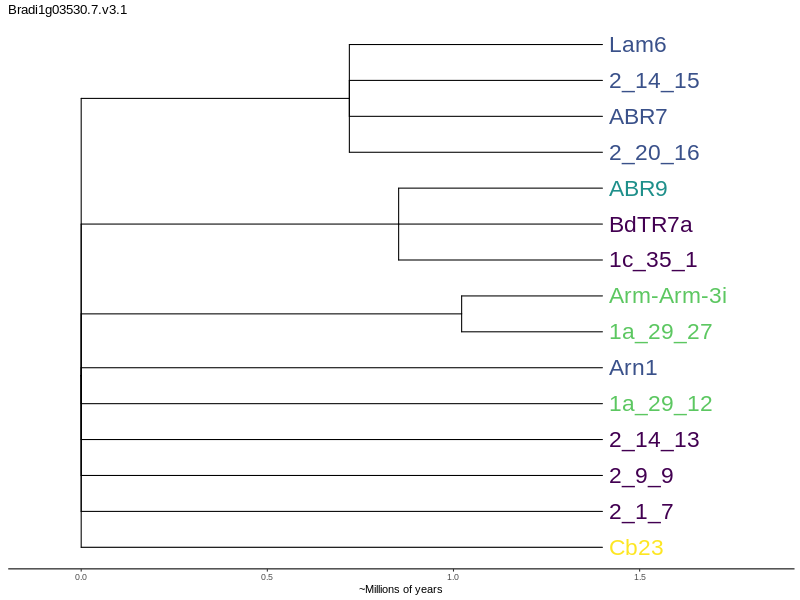 Bradi1g03530.7.v3.1
Lam6
2_14_15
ABR7
2_20_16
ABR9
BdTR7a
1c_35_1
Arm-Arm-3i
1a_29_27
Arn1
1a_29_12
2_14_13
2_9_9
2_1_7
Cb23
0.0 0.5 1.0 1.5
~Millions of years